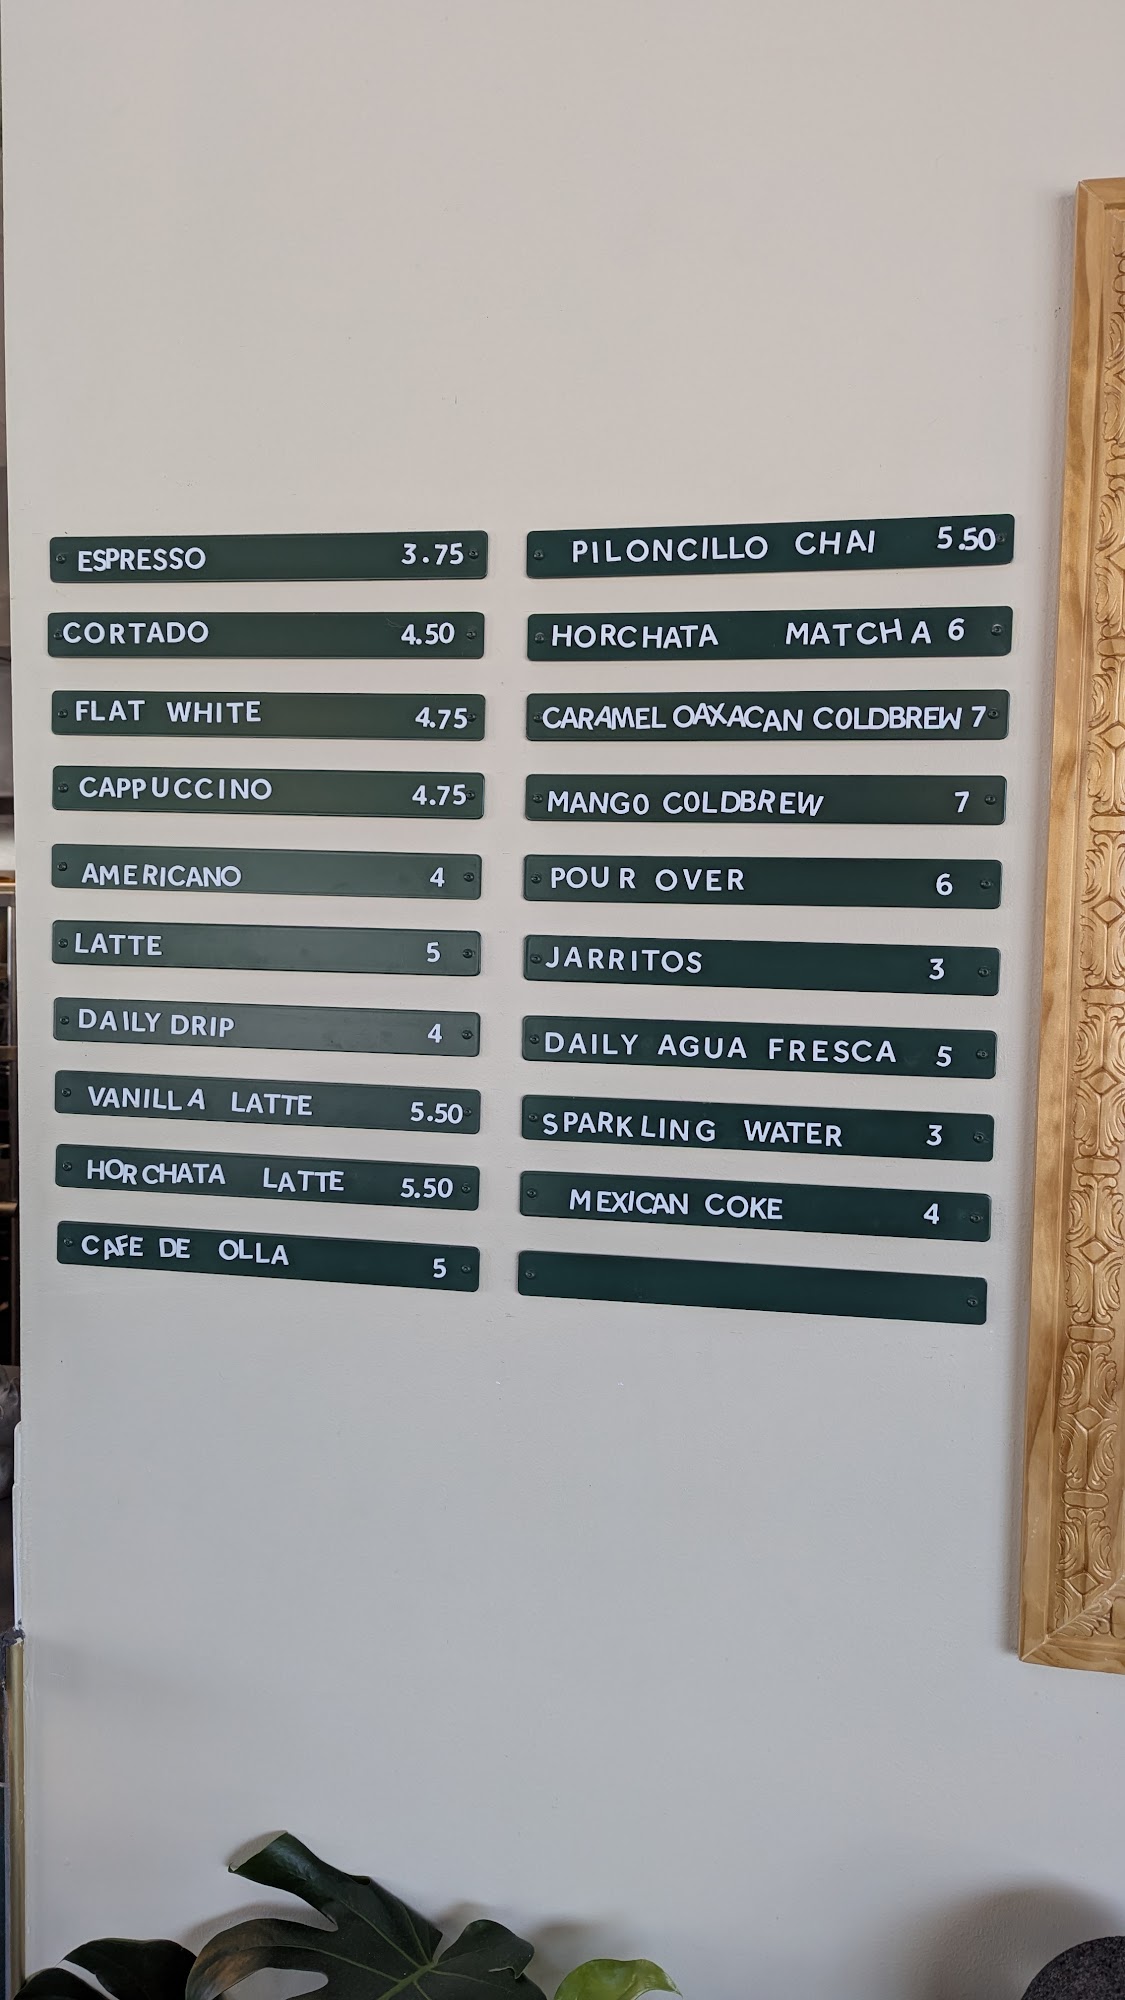 ESPRESSO 3.75
CORTADO 4.50
FLAT WHITE 4.75
CAPPUCCINO 4.75
AMERICANO 4
LATTE 5
DAILY DRIP 4
VANILLA LATTE 5.50
HORCHATA LATTE 5.50
CAFE DE OLLA 5
PILONCILLO CHAI 5.50
HORCHATA MATCHA 6
CARAMEL OAXACAN COLDBREW 7
MANGO COLDBREW 7
POUR OVER 6
JARRITOS 3
DAILY AGUA FRESCA 5
SPARKLING WATER 3
MEXICAN COKE 4